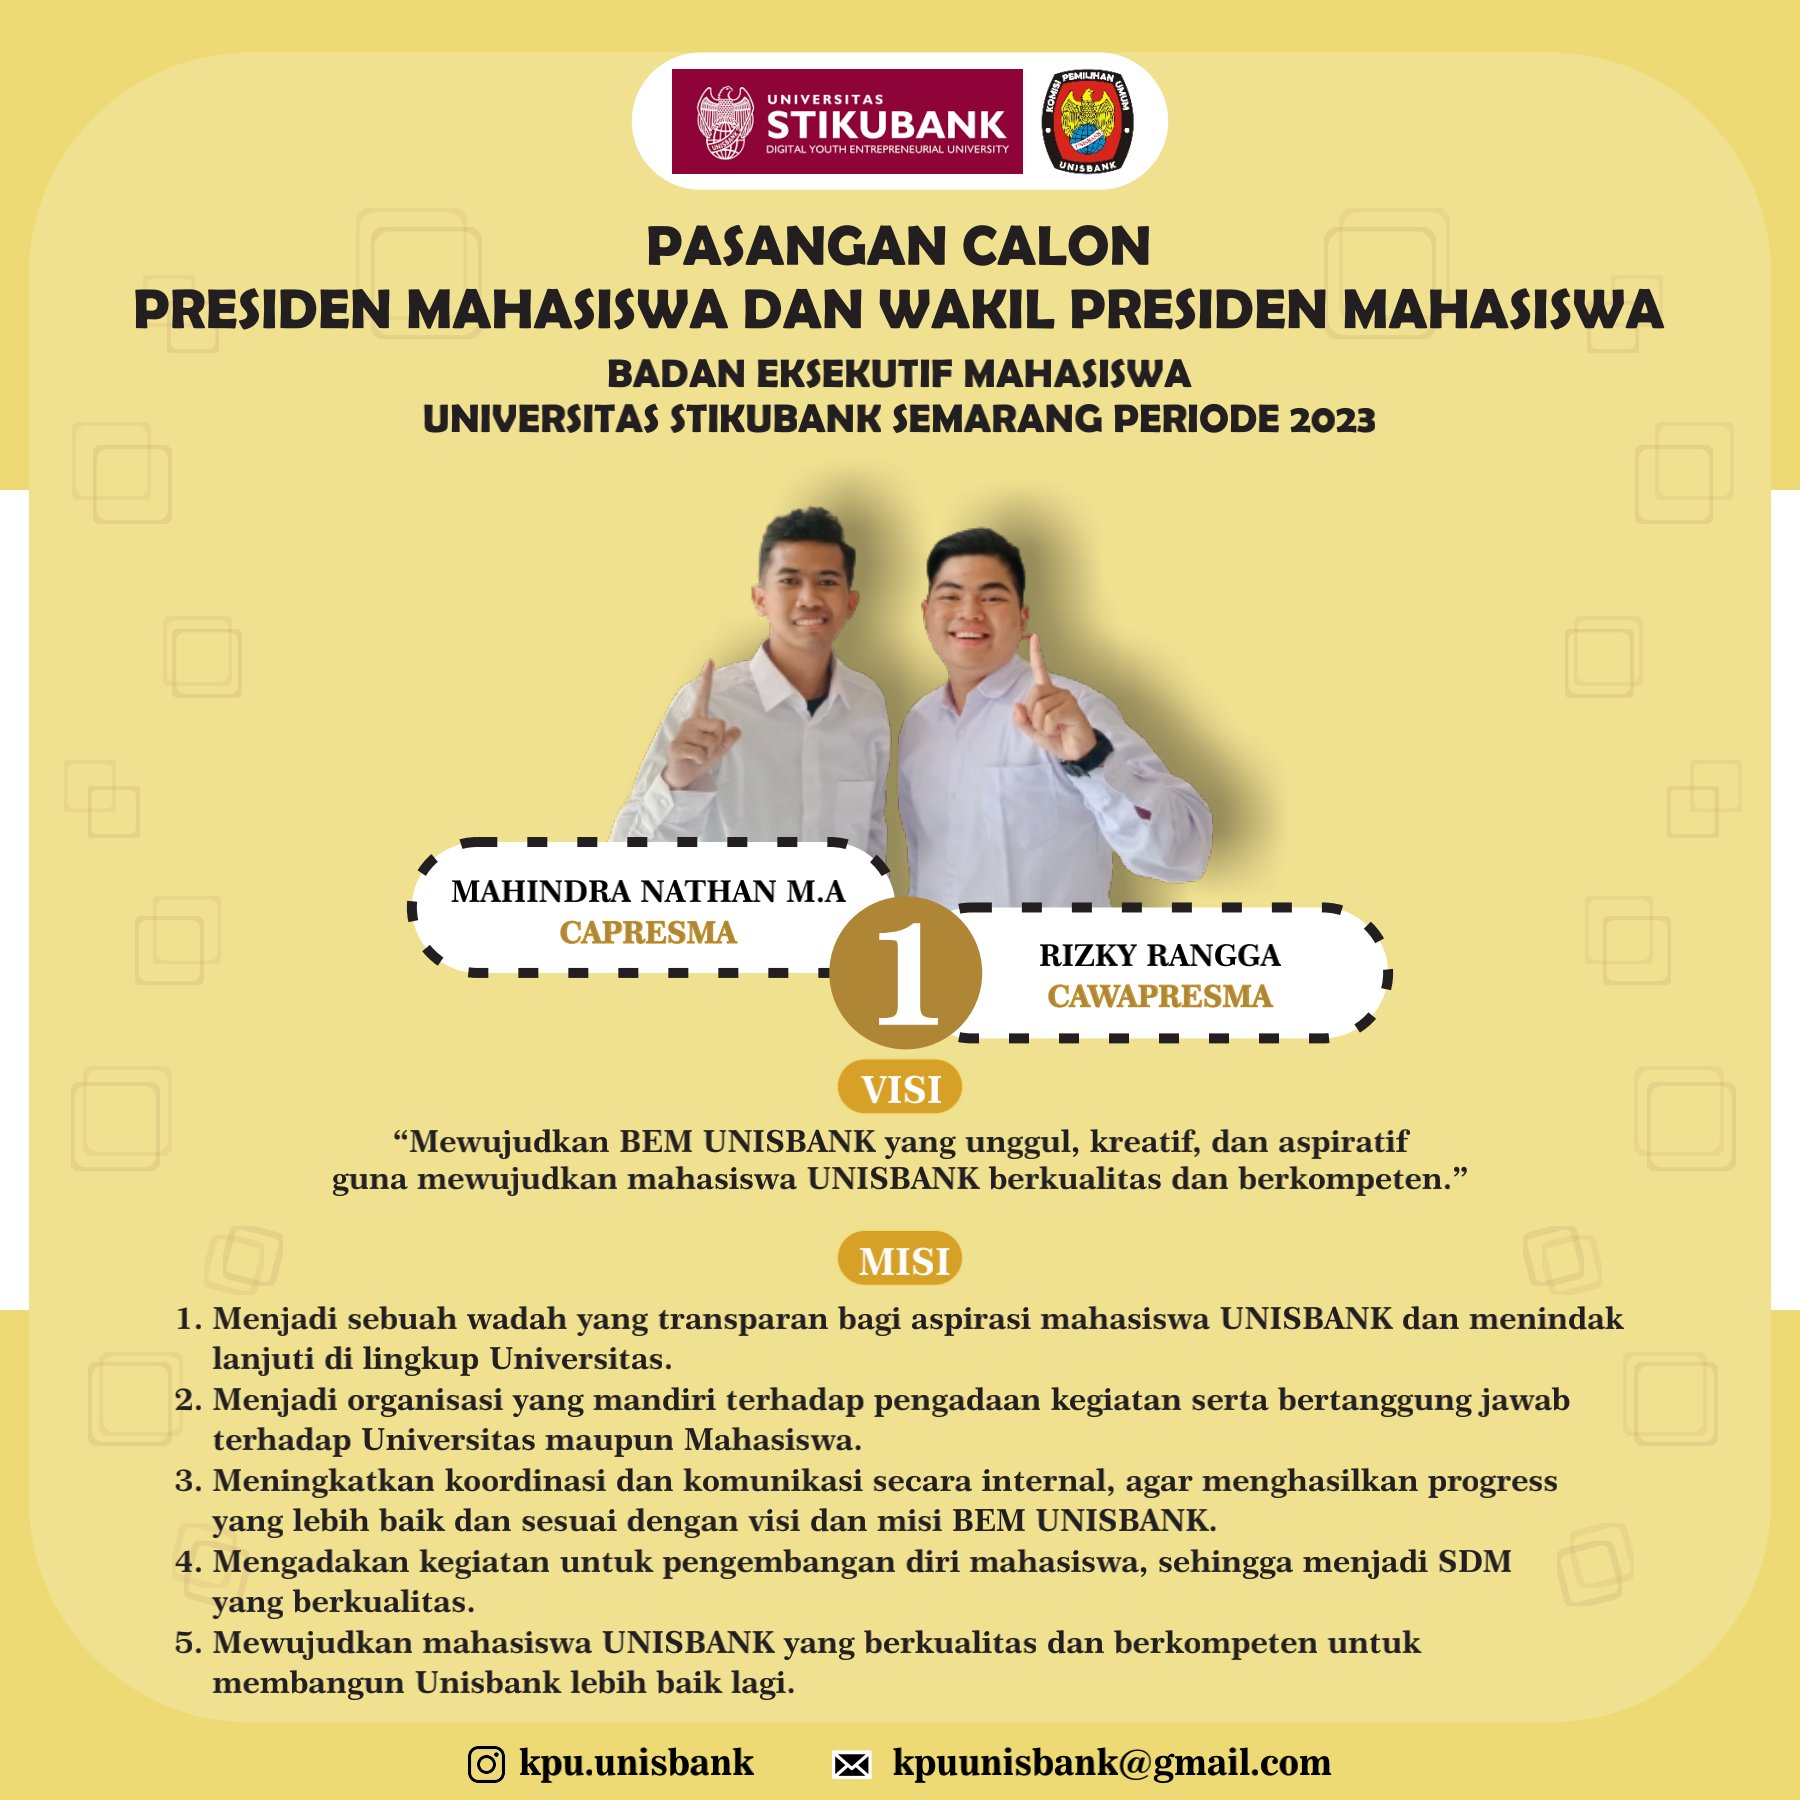 UNIVERSITAS
STIKUBANK
DIGITAL YOUTH ENTREPRENEURIAL UNIVERSITY
KOMISI PEMILIHAN UMUM
UNISBANK
PASANGAN CALON
PRESIDEN MAHASISWA DAN WAKIL PRESIDEN MAHASISWA
BADAN EKSEKUTIF MAHASISWA
UNIVERSITAS STIKUBANK SEMARANG PERIODE 2023
MAHINDRA NATHAN M.A
CAPRESMA
1
RIZKY RANGGA
CAWAPRESMA
VISI
“Mewujudkan BEM UNISBANK yang unggul, kreatif, dan aspiratif
guna mewujudkan mahasiswa UNISBANK berkualitas dan berkompeten.”
MISI
1. Menjadi sebuah wadah yang transparan bagi aspirasi mahasiswa UNISBANK dan menindak
lanjuti di lingkup Universitas.
2. Menjadi organisasi yang mandiri terhadap pengadaan kegiatan serta bertanggung jawab
terhadap Universitas maupun Mahasiswa.
3. Meningkatkan koordinasi dan komunikasi secara internal, agar menghasilkan progress
yang lebih baik dan sesuai dengan visi dan misi BEM UNISBANK.
4. Mengadakan kegiatan untuk pengembangan diri mahasiswa, sehingga menjadi SDM
yang berkualitas.
5. Mewujudkan mahasiswa UNISBANK yang berkualitas dan berkompeten untuk
membangun Unisbank lebih baik lagi.
kpu.unisbank
kpuunisbank@gmail.com